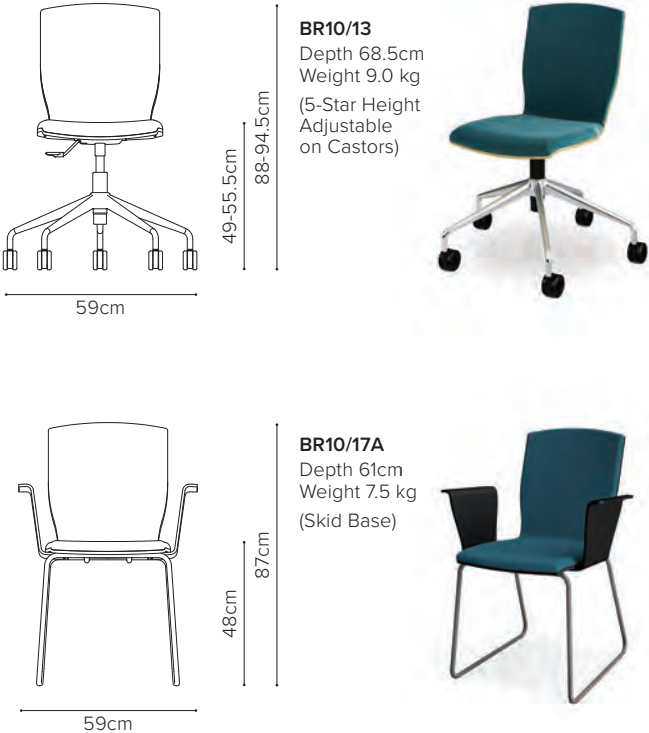 BR10/13
Depth 68.5cm
Weight 9.0 kg
(5-Star Height
Adjustable
on Castors)
49-55.5cm
88-94.5cm
59cm
BR10/17A
Depth 61cm
Weight 7.5 kg
(Skid Base)
48cm
87cm
59cm